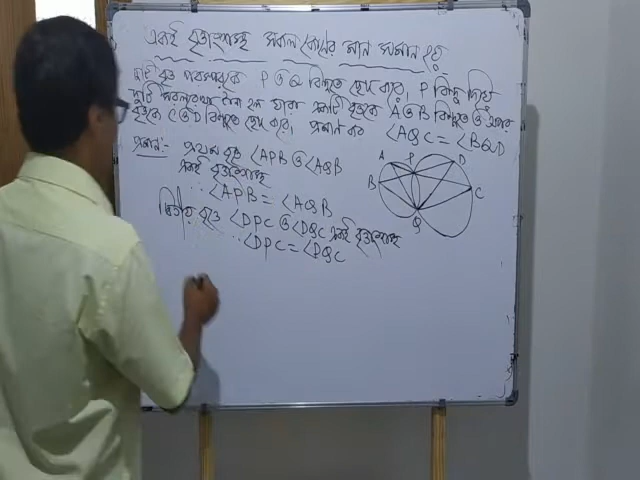 একই বৃত্তাংশস্থ সকল কোণের মান সমান হয়
দুটি বৃত্ত পরস্পরকে P ও Q বিন্দুতে ছেদ করে, P বিন্দু দিয়ে
দুটি সরলরেখা টানা হল যারা একটি বৃত্তকে A ও B বিন্দুতে ও অপর
বৃত্তকে C ও D বিন্দুতে ছেদ করে, প্রমাণ কর ∠AQC = ∠BQD
প্রমাণ:- প্রথম বৃত্তে ∠APB ও ∠AQB
একই বৃত্তাংশস্থ
∴ ∠APB = ∠AQB
দ্বিতীয় বৃত্তে ∠DPC ও ∠DQC একই বৃত্তাংশস্থ
∴ ∠DPC = ∠DQC
A P D
B C
Q